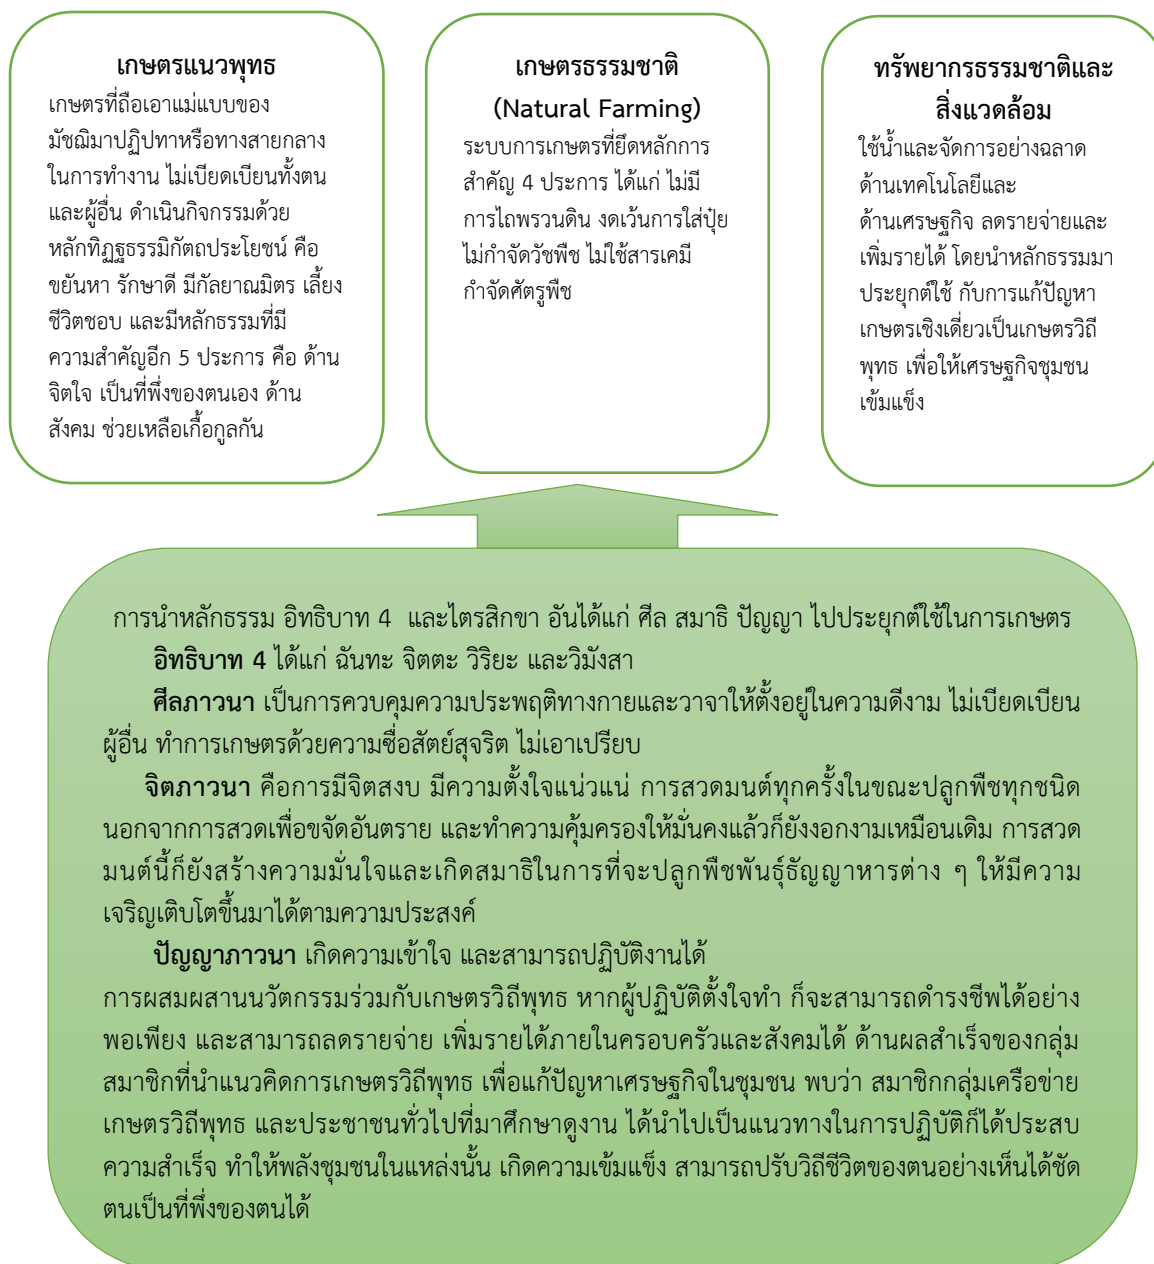 เกษตรแนวพุทธ
เกษตรที่ถือเอาแม่แบบของ
มัชฌิมาปฏิปทาหรือทางสายกลาง
ในการทำงาน ไม่เบียดเบียนทั้งตน
และผู้อื่น ดำเนินกิจกรรมด้วย
หลักทิฏฐธรรมิกัตถประโยชน์ คือ
ขยันหา รักษาดี มีกัลยาณมิตร เลี้ยง
ชีวิตชอบ และมีหลักธรรมที่มี
ความสำคัญอีก 5 ประการ คือ ด้าน
จิตใจ เป็นที่พึ่งของตนเอง ด้าน
สังคม ช่วยเหลือเกื้อกูลกัน
เกษตรธรรมชาติ
(Natural Farming)
ระบบการเกษตรที่ยึดหลักการ
สำคัญ 4 ประการ ได้แก่ ไม่มี
การไถพรวนดิน งดเว้นการใส่ปุ๋ย
ไม่กำจัดวัชพืช ไม่ใช้สารเคมี
กำจัดศัตรูพืช
ทรัพยากรธรรมชาติและ
สิ่งแวดล้อม
ใช้น้ำและจัดการอย่างฉลาด
ด้านเทคโนโลยีและ
ด้านเศรษฐกิจ ลดรายจ่ายและ
เพิ่มรายได้ โดยนำหลักธรรมมา
ประยุกต์ใช้ กับการแก้ปัญหา
เกษตรเชิงเดี่ยวเป็นเกษตรวิถี
พุทธ เพื่อให้เศรษฐกิจชุมชน
เข้มแข็ง
การนำหลักธรรม อิทธิบาท 4 และไตรสิกขา อันได้แก่ ศีล สมาธิ ปัญญา ไปประยุกต์ใช้ในการเกษตร
อิทธิบาท 4 ได้แก่ ฉันทะ จิตตะ วิริยะ และวิมังสา
ศีลภาวนา เป็นการควบคุมความประพฤติทางกายและวาจาให้ตั้งอยู่ในความดีงาม ไม่เบียดเบียน
ผู้อื่น ทำการเกษตรด้วยความซื่อสัตย์สุจริต ไม่เอาเปรียบ
จิตภาวนา คือการมีจิตสงบ มีความตั้งใจแน่วแน่ การสวดมนต์ทุกครั้งในขณะปลูกพืชทุกชนิด
นอกจากการสวดเพื่อขจัดอันตราย และทำความคุ้มครองให้มั่นคงแล้วก็ยังงอกงามเหมือนเดิม การสวด
มนต์นี้ก็ยังสร้างความมั่นใจและเกิดสมาธิในการที่จะปลูกพืชพันธุ์ธัญญาหารต่าง ๆ ให้มีความ
เจริญเติบโตขึ้นมาได้ตามความประสงค์
ปัญญาภาวนา เกิดความเข้าใจ และสามารถปฏิบัติงานได้
การผสมผสานนวัตกรรมร่วมกับเกษตรวิถีพุทธ หากผู้ปฏิบัติตั้งใจทำ ก็จะสามารถดำรงชีพได้อย่าง
พอเพียง และสามารถลดรายจ่าย เพิ่มรายได้ภายในครอบครัวและสังคมได้ ด้านผลสำเร็จของกลุ่ม
สมาชิกที่นำแนวคิดการเกษตรวิถีพุทธ เพื่อแก้ปัญหาเศรษฐกิจในชุมชน พบว่า สมาชิกกลุ่มเครือข่าย
เกษตรวิถีพุทธ และประชาชนทั่วไปที่มาศึกษาดูงาน ได้นำไปเป็นแนวทางในการปฏิบัติก็ได้ประสบ
ความสำเร็จ ทำให้พลังชุมชนในแหล่งนั้น เกิดความเข้มแข็ง สามารถปรับวิถีชีวิตของตนอย่างเห็นได้ชัด
ตนเป็นที่พึ่งของตนได้